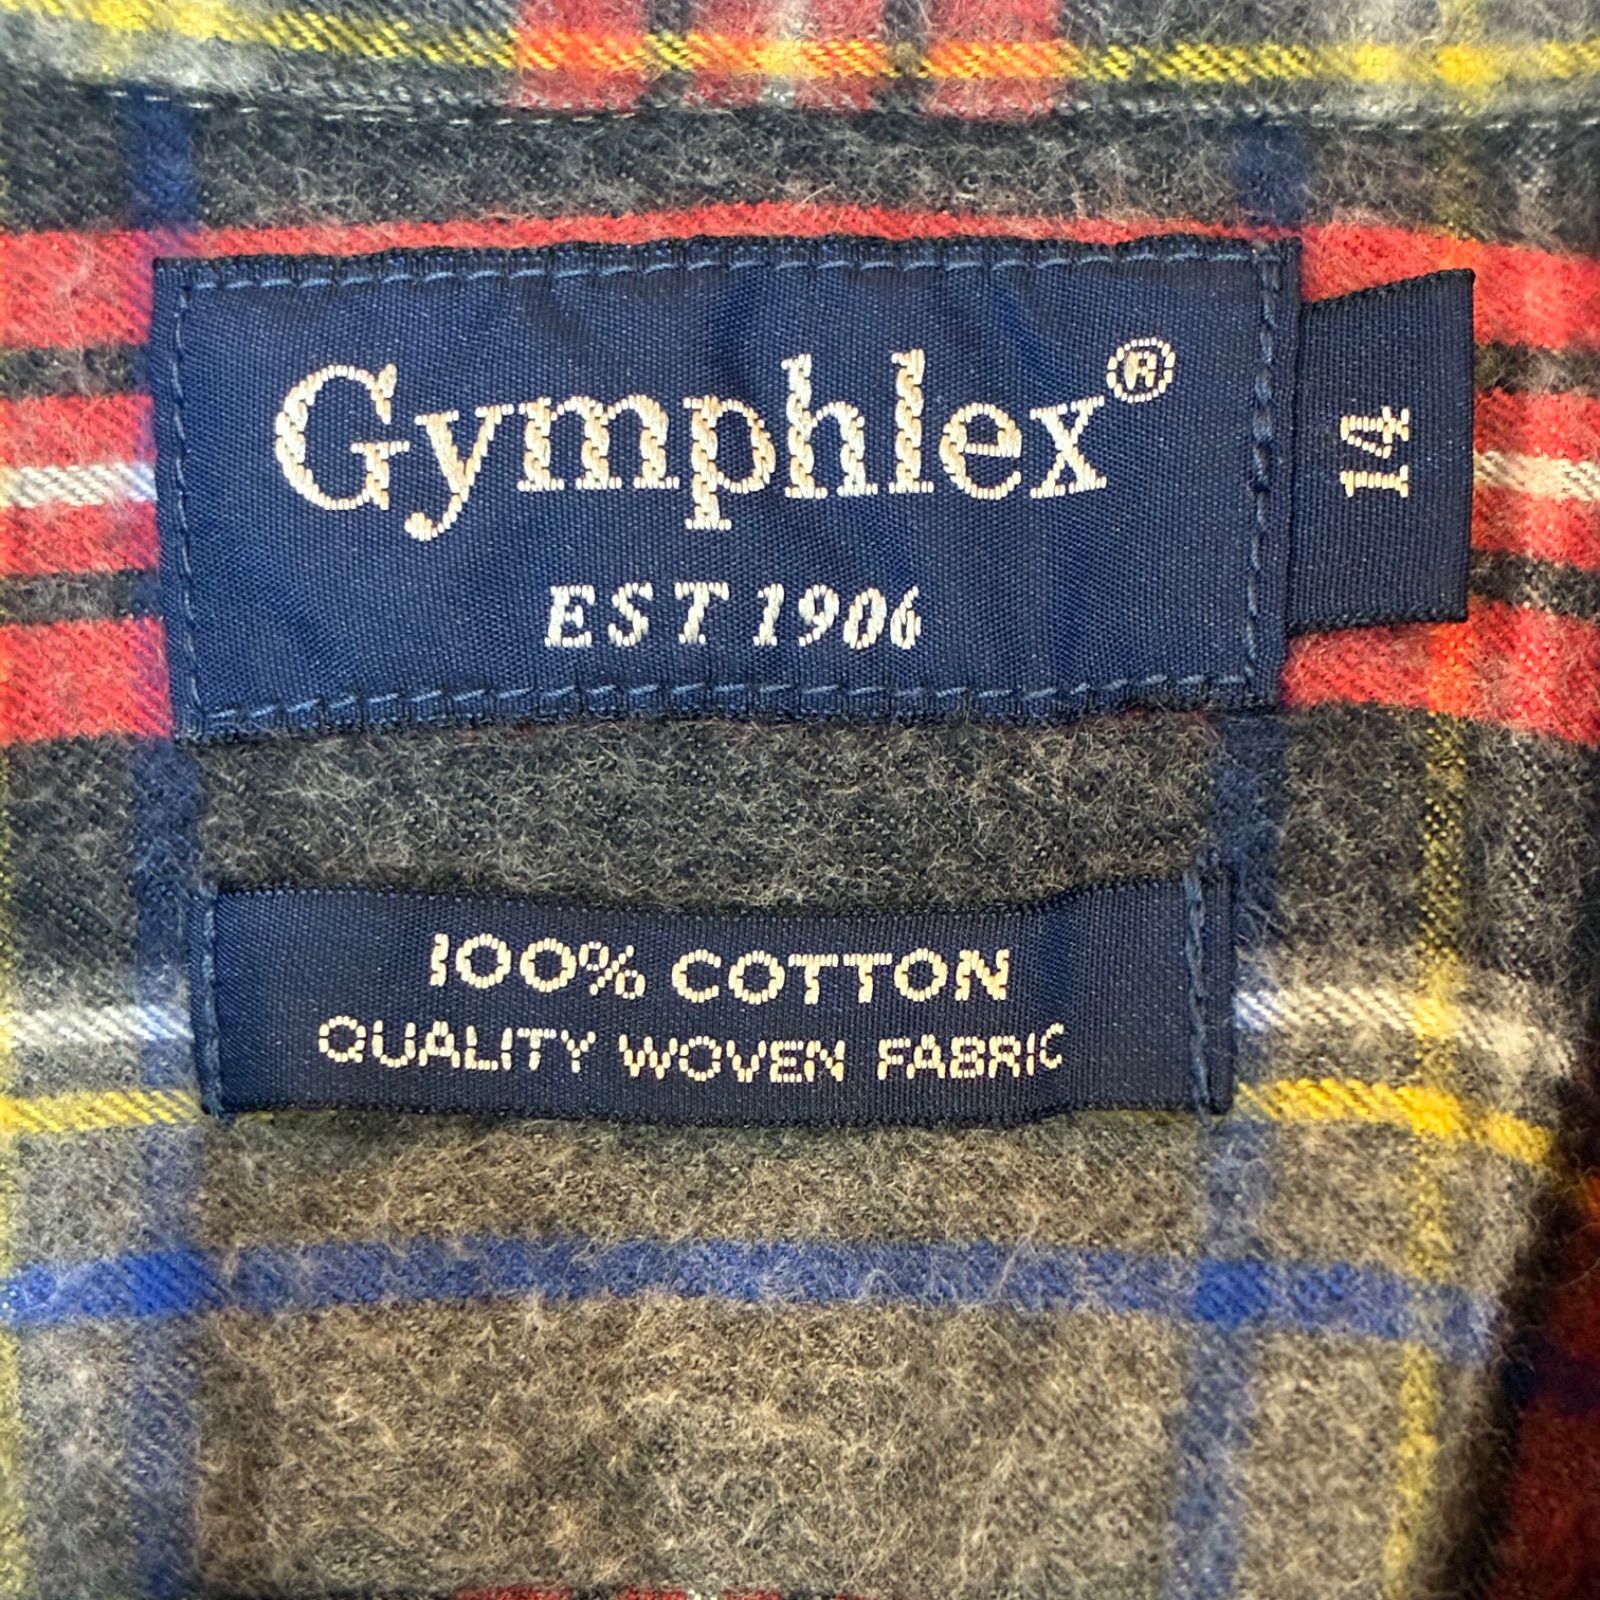 Gymphlex®
EST 1906
14
100% COTTON
QUALITY WOVEN FABRIC